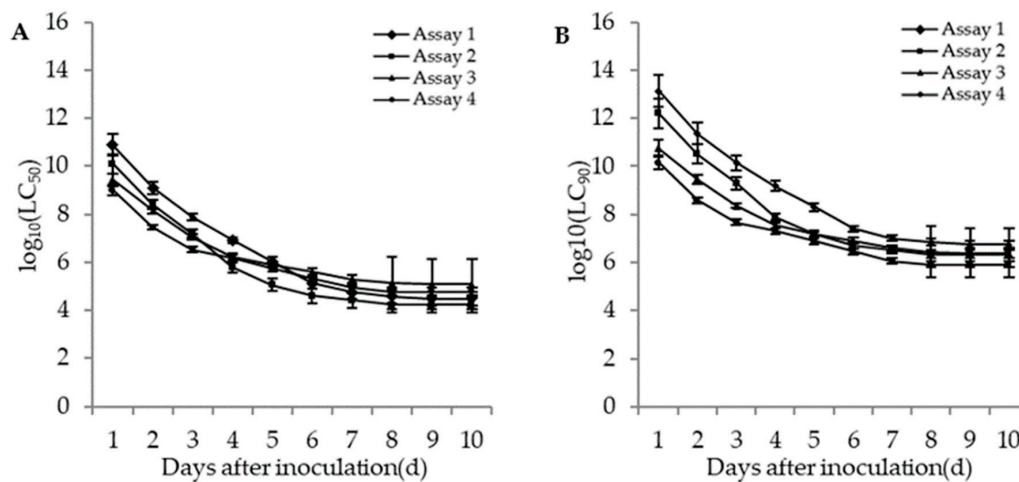 A
16
14
12
10
8
6
4
2
0
log₁₀(LC₅₀)
Assay 1
Assay 2
Assay 3
Assay 4
1 2 3 4 5 6 7 8 9 10
Days after inoculation(d)
B
16
14
12
10
8
6
4
2
0
log10(LC₉₀)
Assay 1
Assay 2
Assay 3
Assay 4
1 2 3 4 5 6 7 8 9 10
Days after inoculation(d)